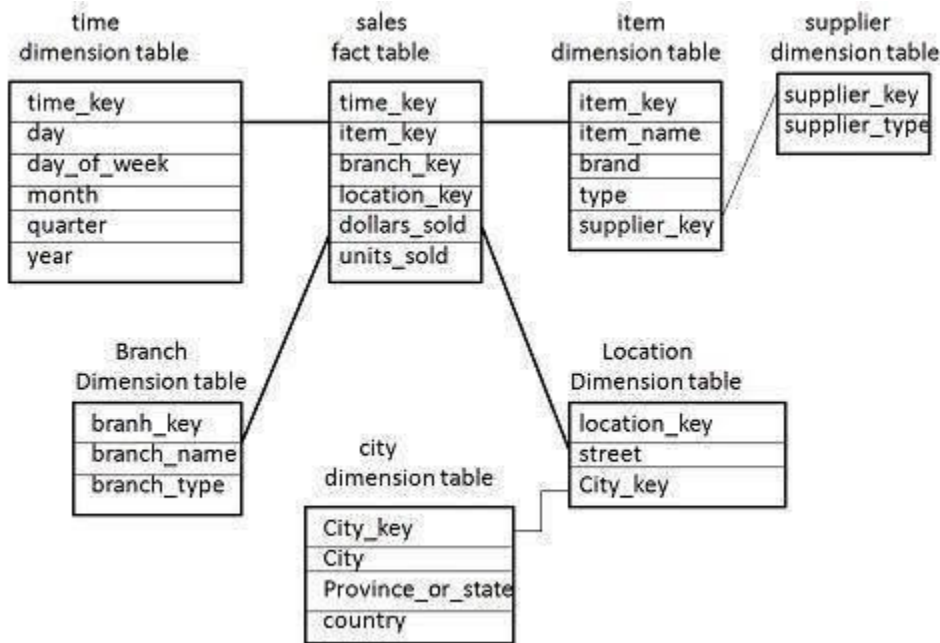 time
dimension table
time_key
day
day_of_week
month
quarter
year
sales
fact table
time_key
item_key
branch_key
location_key
dollars_sold
units_sold
item
dimension table
item_key
item_name
brand
type
supplier_key
supplier
dimension table
supplier_key
supplier_type
Branch
Dimension table
branh_key
branch_name
branch_type
city
dimension table
City_key
City
Province_or_state
country
Location
Dimension table
location_key
street
City_key